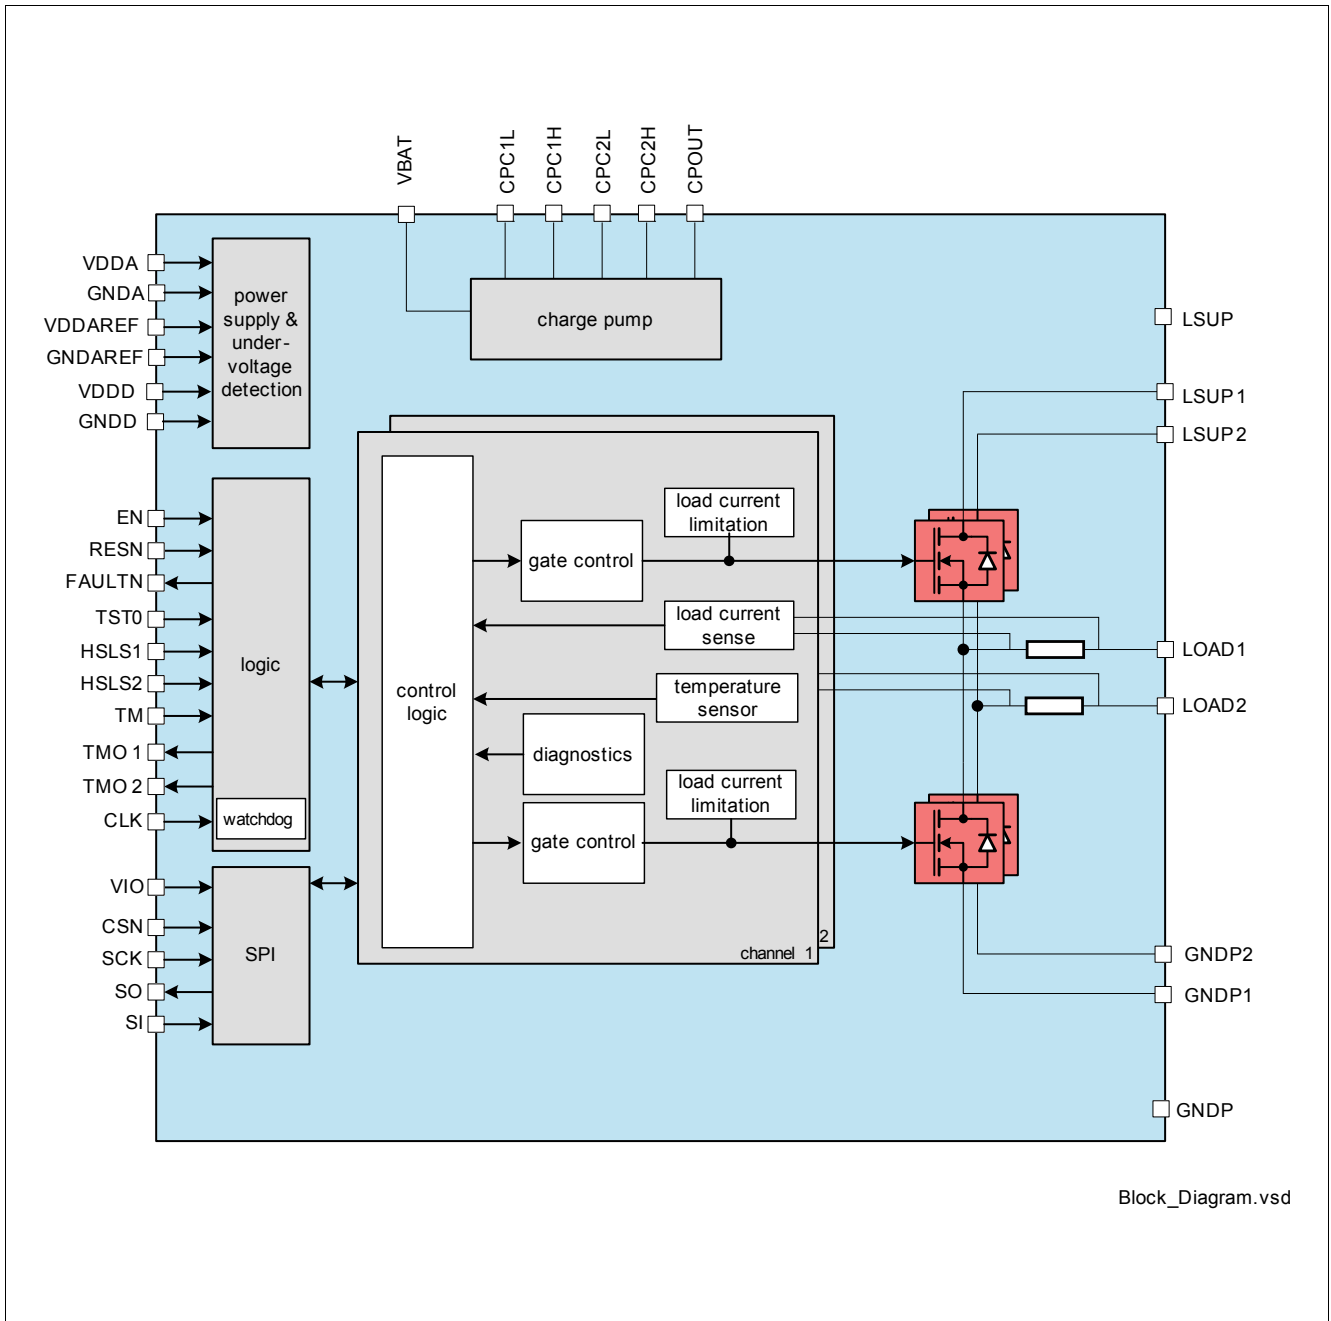 VBAT
CPC1L
CPC1H
CPC2L
CPC2H
CPOUT
VDDA
GNDA
VDDAREF
GNDAREF
VDDD
GNDD
power
supply &
under-
voltage
detection
charge pump
LSUP
LSUP1
LSUP2
EN
RESN
FAULTN
TST0
HSLS1
HSLS2
TM
TMO 1
TMO 2
CLK
logic
watchdog
control
logic
gate control
load current
limitation
load current
sense
temperature
sensor
diagnostics
load current
limitation
gate control
channel 1
2
LOAD1
LOAD2
VIO
CSN
SCK
SO
SI
SPI
GNDP2
GNDP1
GNDP
Block_Diagram.vsd